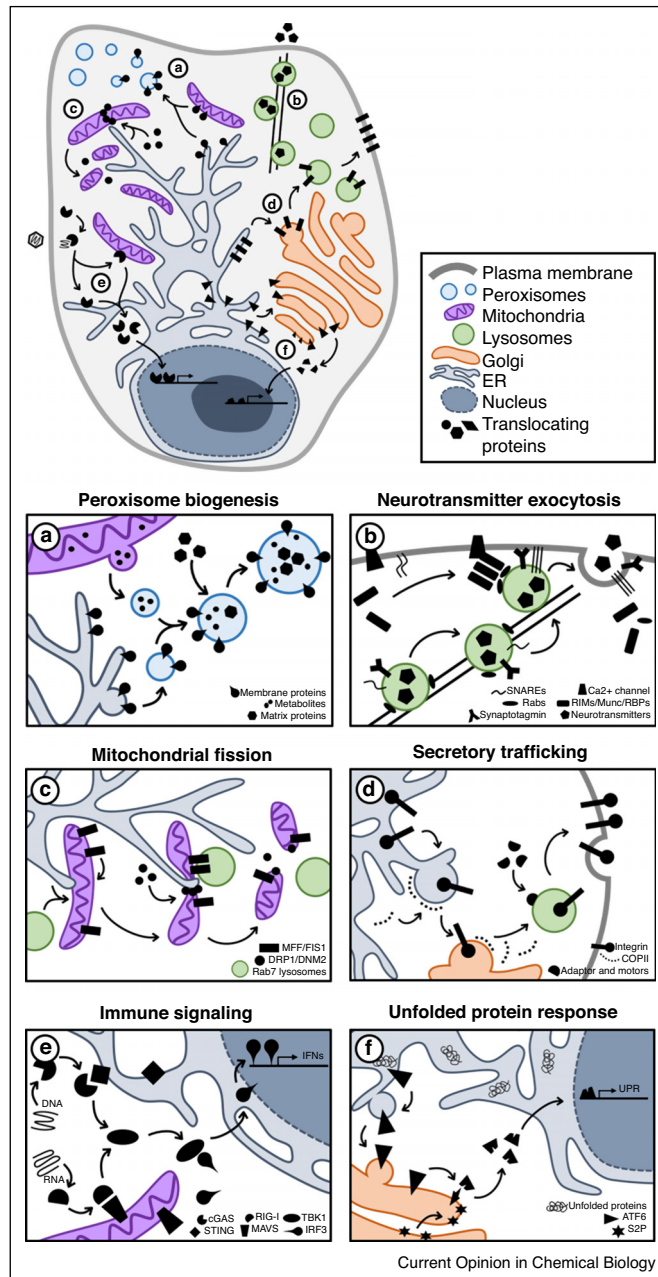 a
b
c
d
e
f
Plasma membrane
Peroxisomes
Mitochondria
Lysosomes
Golgi
ER
Nucleus
Translocating
proteins
Peroxisome biogenesis
a
Membrane proteins
Metabolites
Matrix proteins
Neurotransmitter exocytosis
b
SNAREs
Rabs
Synaptotagmin
Ca2+ channel
RIMs/Munc/RBPs
Neurotransmitters
Mitochondrial fission
c
MFF/FIS1
DRP1/DNM2
Rab7 lysosomes
Secretory trafficking
d
Integrin
COPII
Adaptor and motors
Immune signaling
e
IFNs
DNA
RNA
cGAS RIG-I TBK1
STING MAVS IRF3
Unfolded protein response
f
UPR
Unfolded proteins
ATF6
S2P
Current Opinion in Chemical Biology